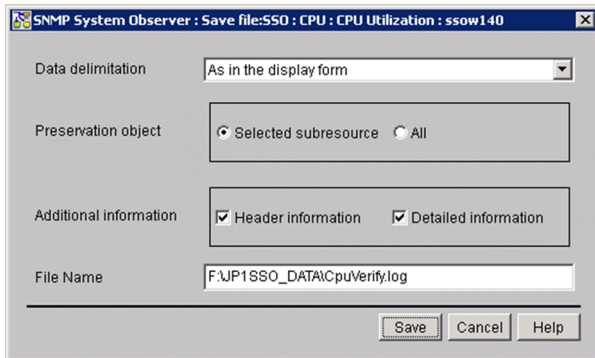 SNMP System Observer : Save file:SSO : CPU : CPU Utilization : ssow140
Data delimitation
As in the display form
Preservation object
Selected subresource
All
Additional information
Header information
Detailed information
File Name
F:\JP1SSO_DATA\CpuVerify.log
Save
Cancel
Help